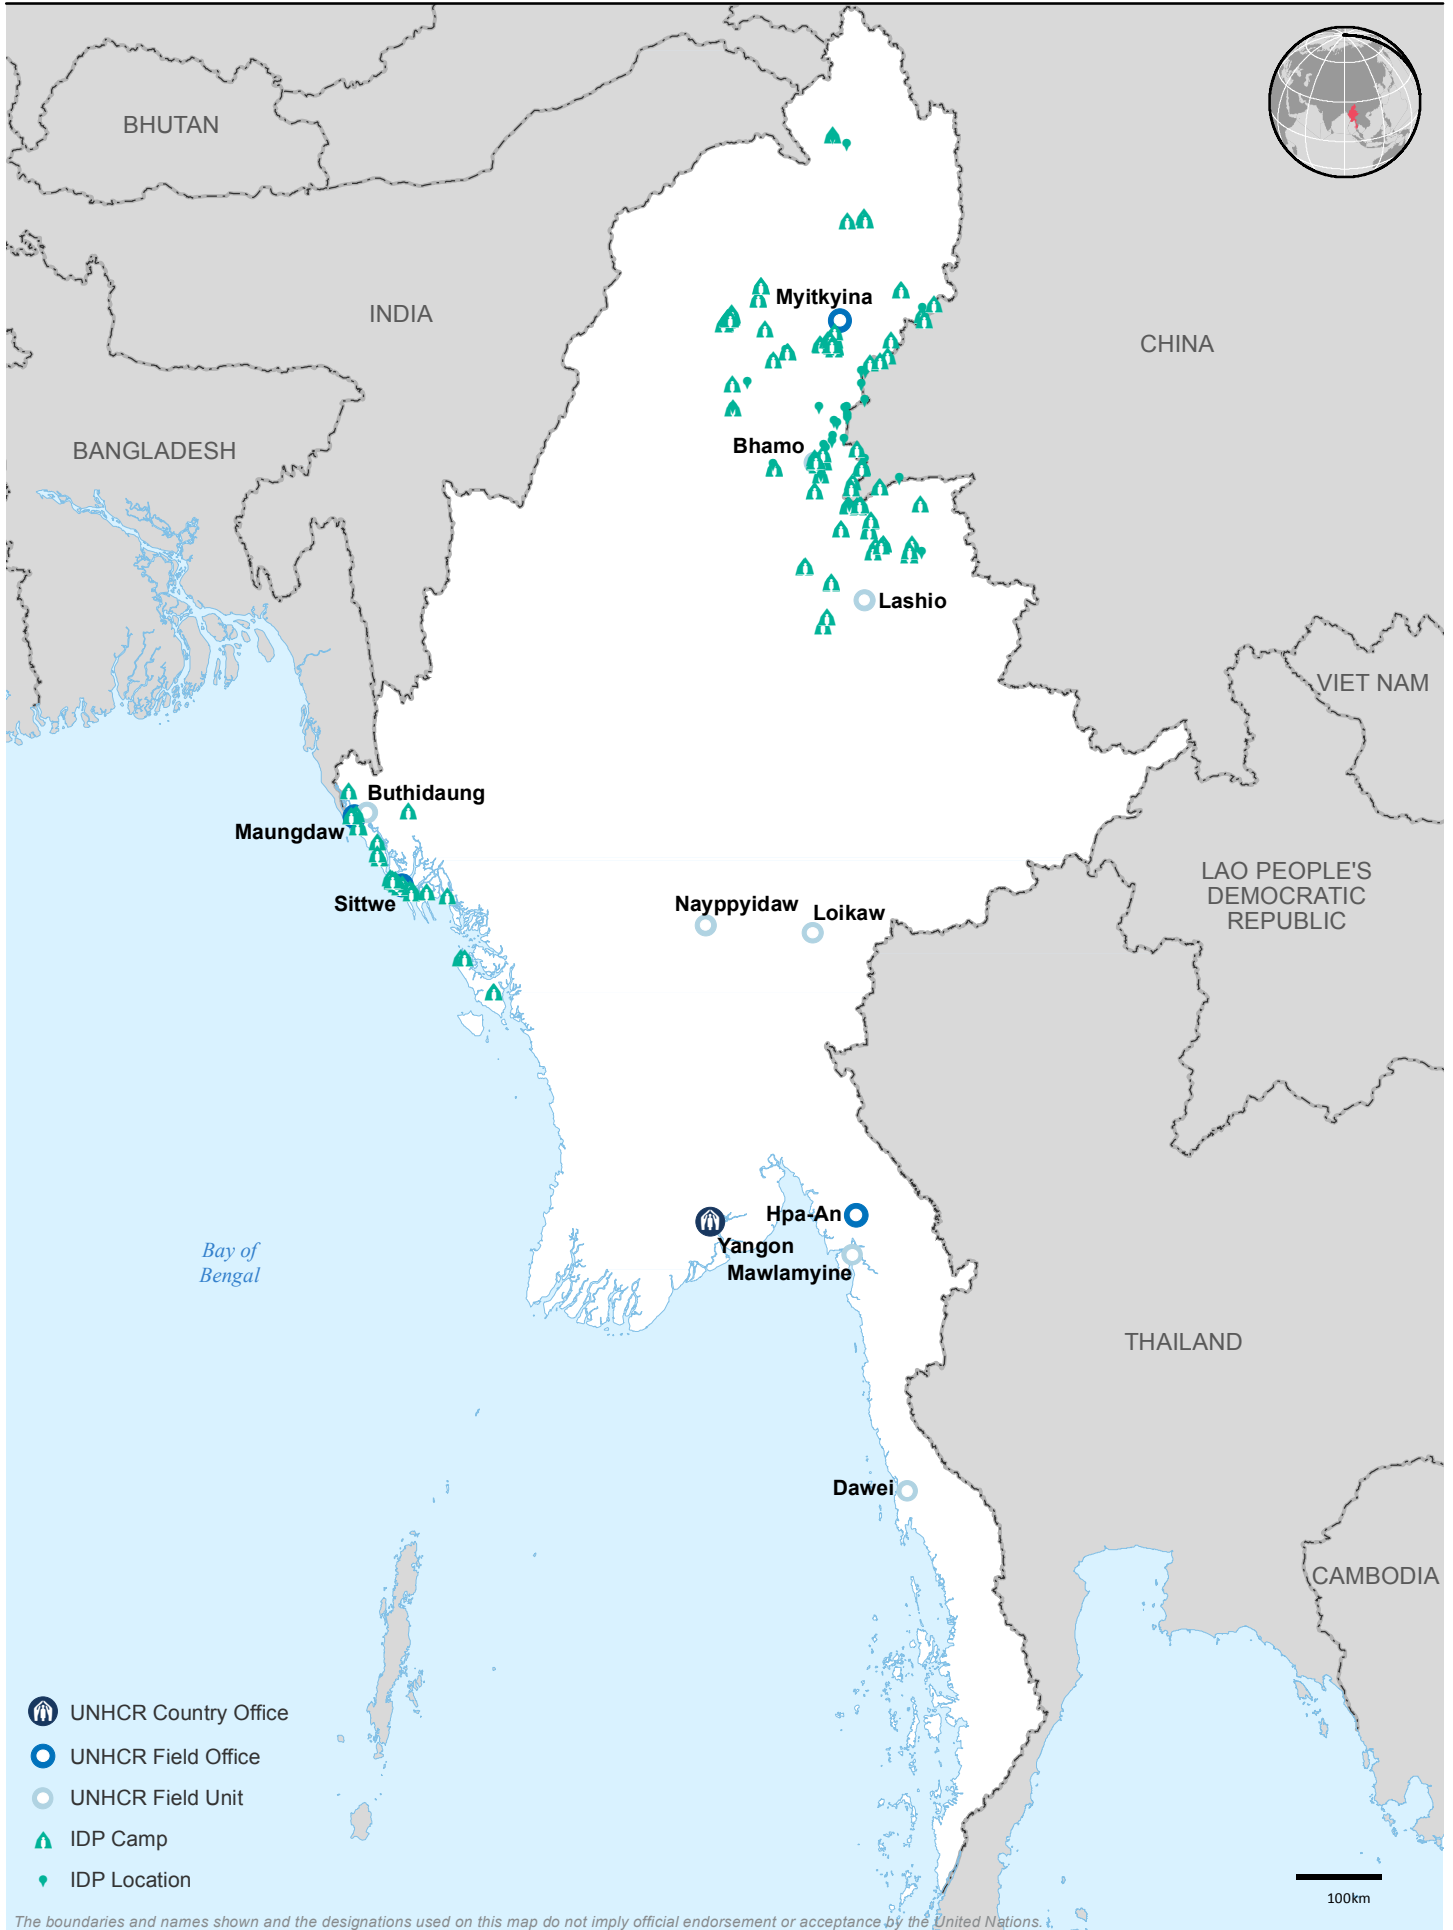 BHUTAN
INDIA
Myitkyina
CHINA
BANGLADESH
Bhamo
Lashio
VIET NAM
Buthidaung
Maungdaw
LAO PEOPLE'S
DEMOCRATIC
REPUBLIC
Sittwe
Nayppyidaw
Loikaw
Hpa-An
Yangon
Mawlamyine
Bay of
Bengal
THAILAND
Dawei
CAMBODIA
UNHCR Country Office
UNHCR Field Office
UNHCR Field Unit
IDP Camp
IDP Location
100km
The boundaries and names shown and the designations used on this map do not imply official endorsement or acceptance by the United Nations.